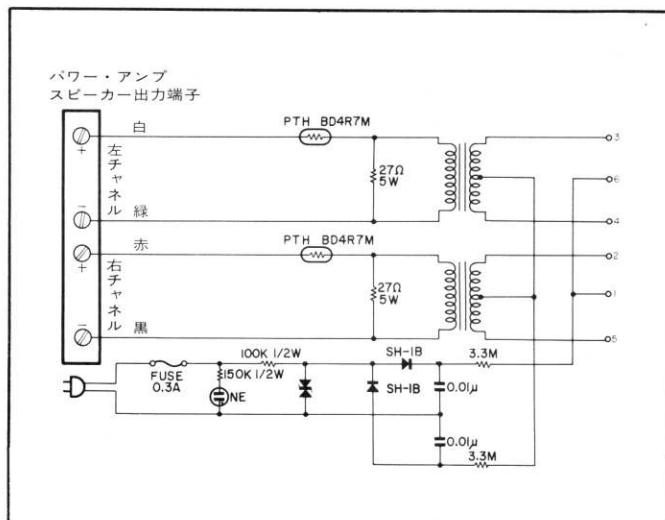 パワー・アンプ
スピーカー出力端子
白
PTH BD4R7M
3
+
左チャネル
27Ω
5W
6
−
緑
4
赤
PTH BD4R7M
2
+
右チャネル
27Ω
5W
1
−
黒
5
100K 1/2W
SH-1B
3.3M
FUSE
0.3A
150K 1/2W
NE
SH-1B
0.01μ
0.01μ
3.3M